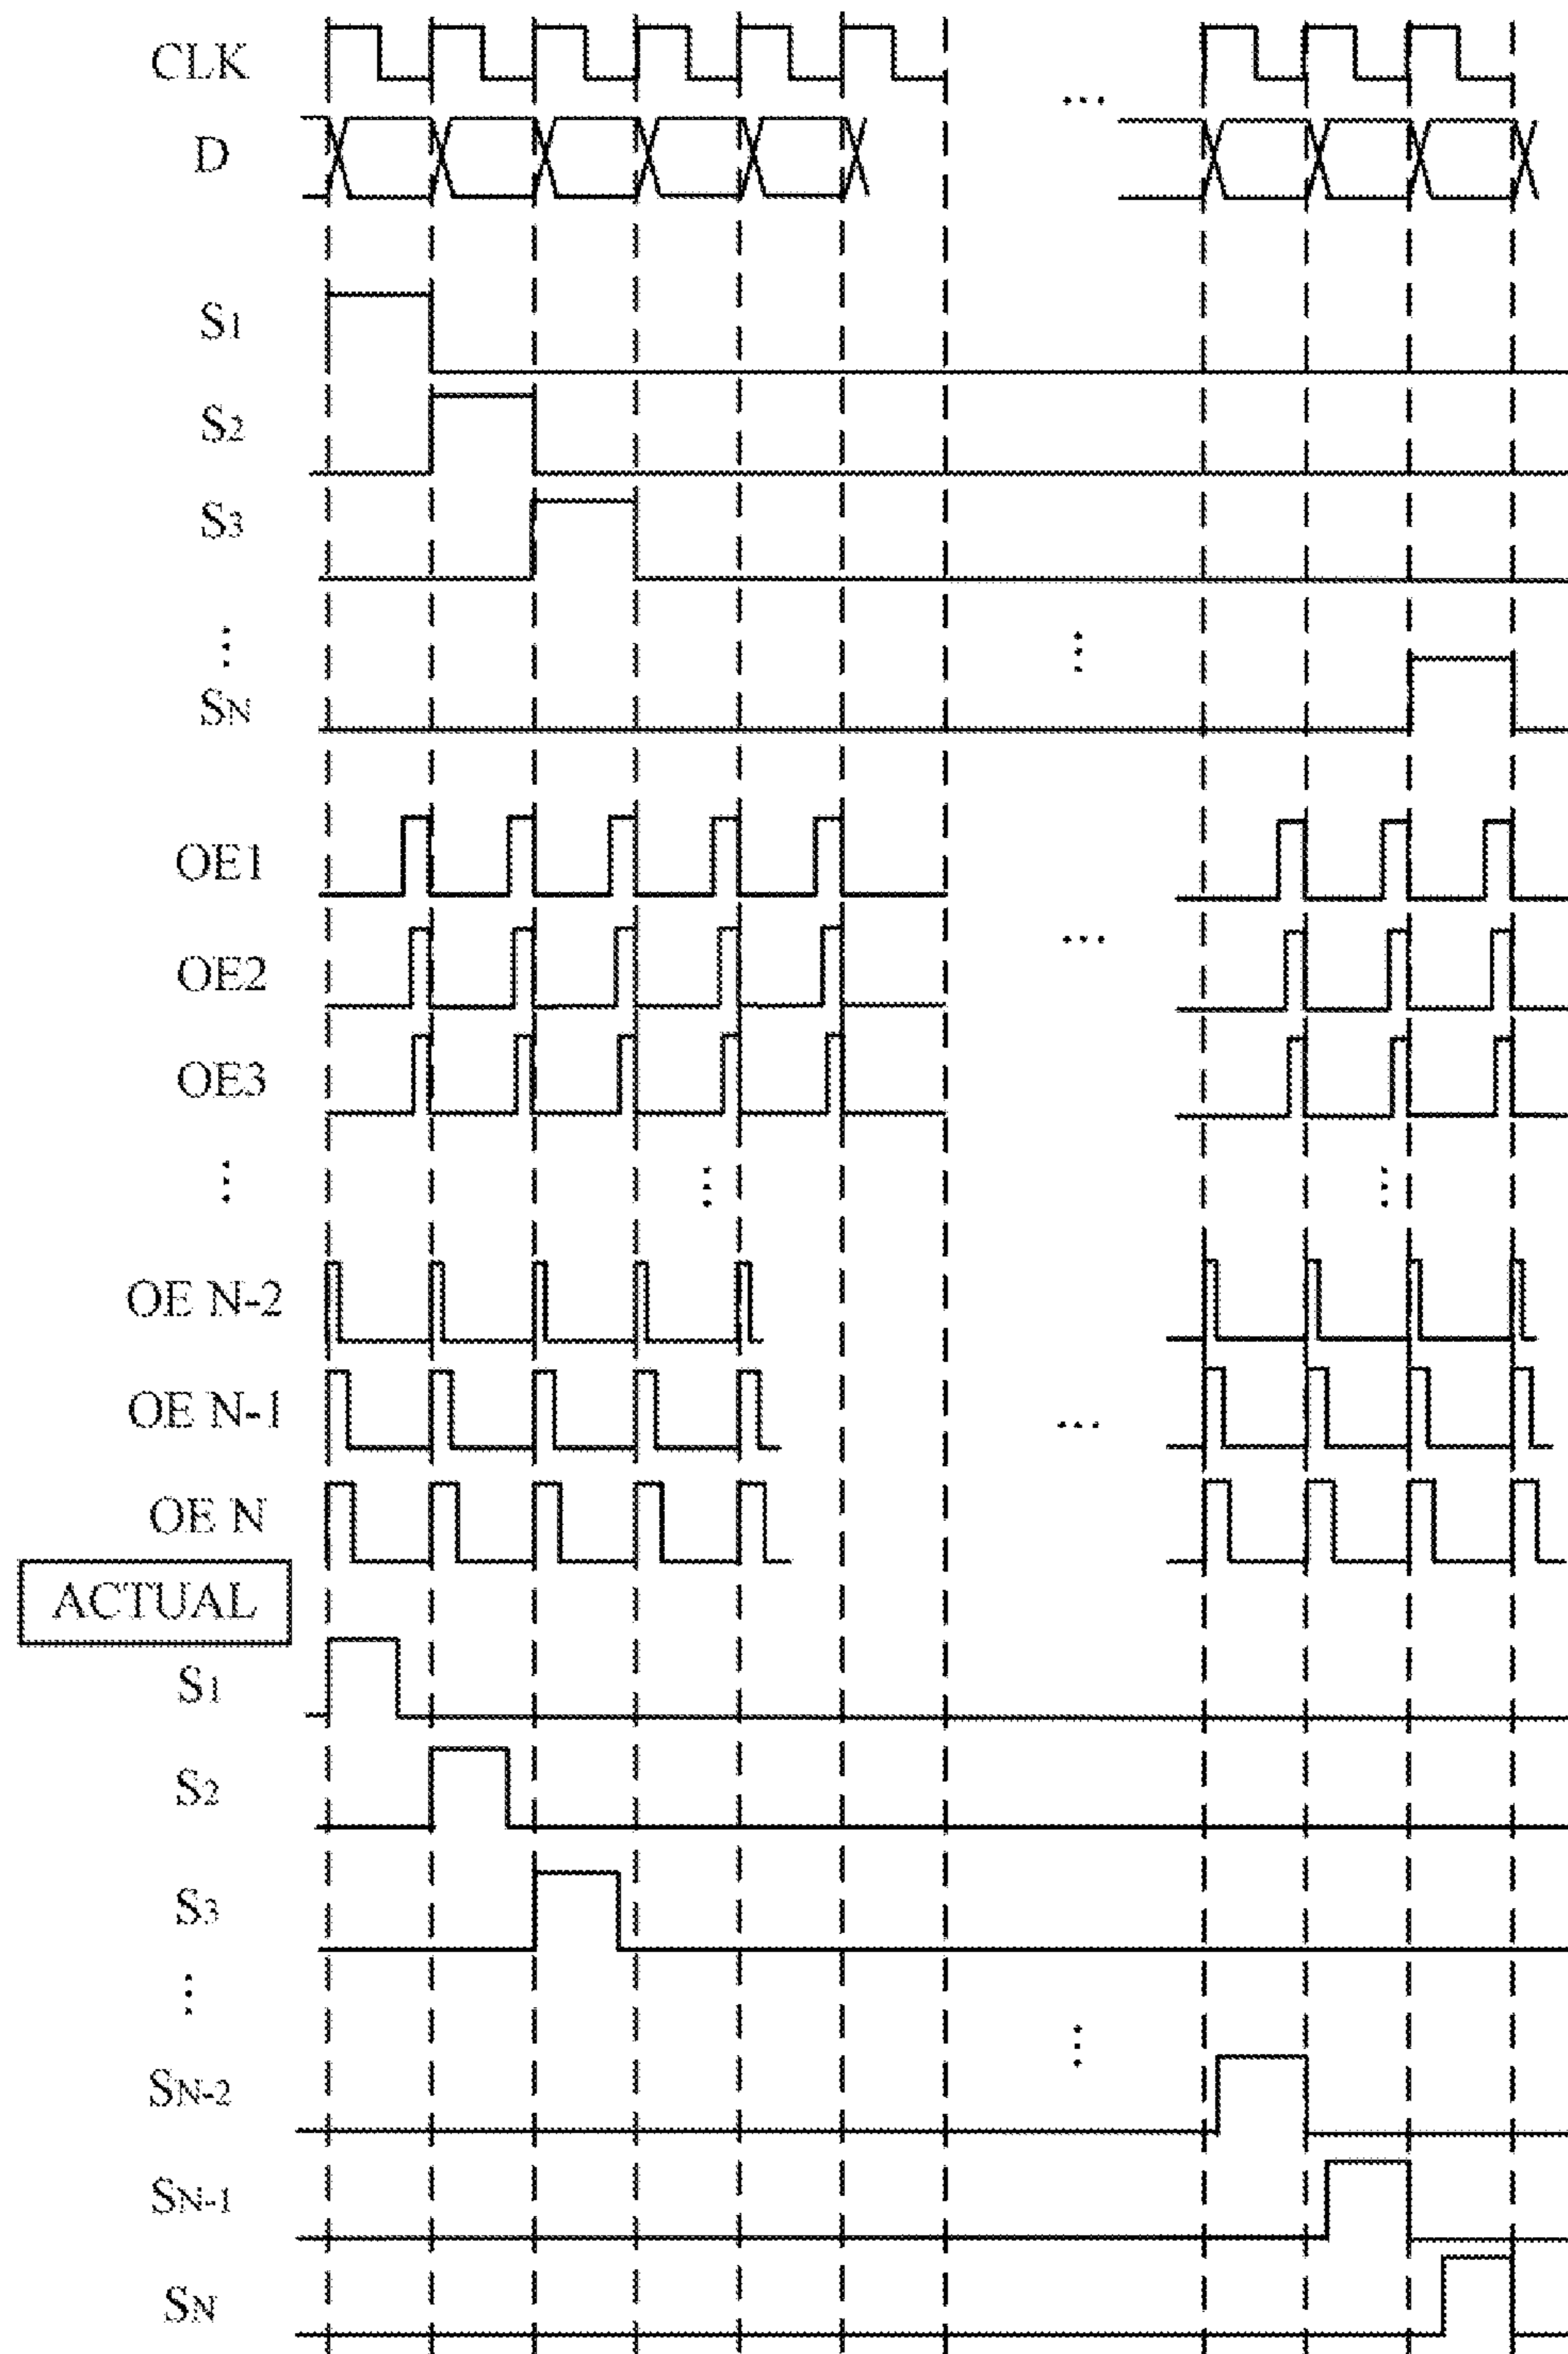 CLK
...
D
S1
S2
S3
⋮
⋮
SN
OE1
...
OE2
OE3
⋮
⋮
⋮
OE N-2
OE N-1
...
OE N
ACTUAL
S1
S2
S3
⋮
⋮
SN-2
SN-1
SN